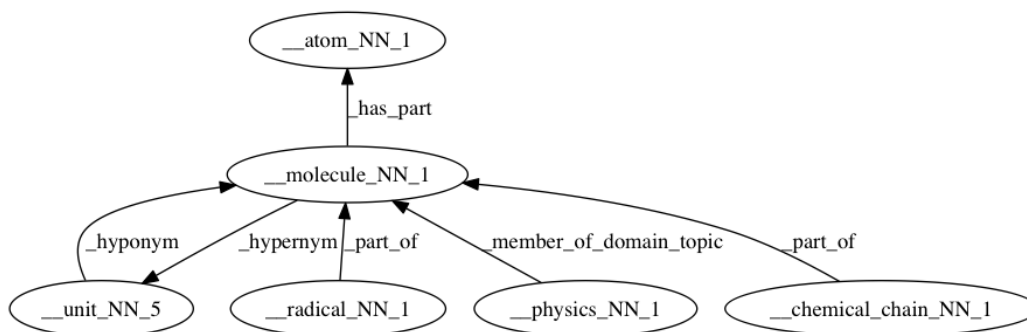 __atom_NN_1
_has_part
__molecule_NN_1
_hyponym _hypernym _part_of _member_of_domain_topic _part_of
__unit_NN_5 __radical_NN_1 __physics_NN_1 __chemical_chain_NN_1